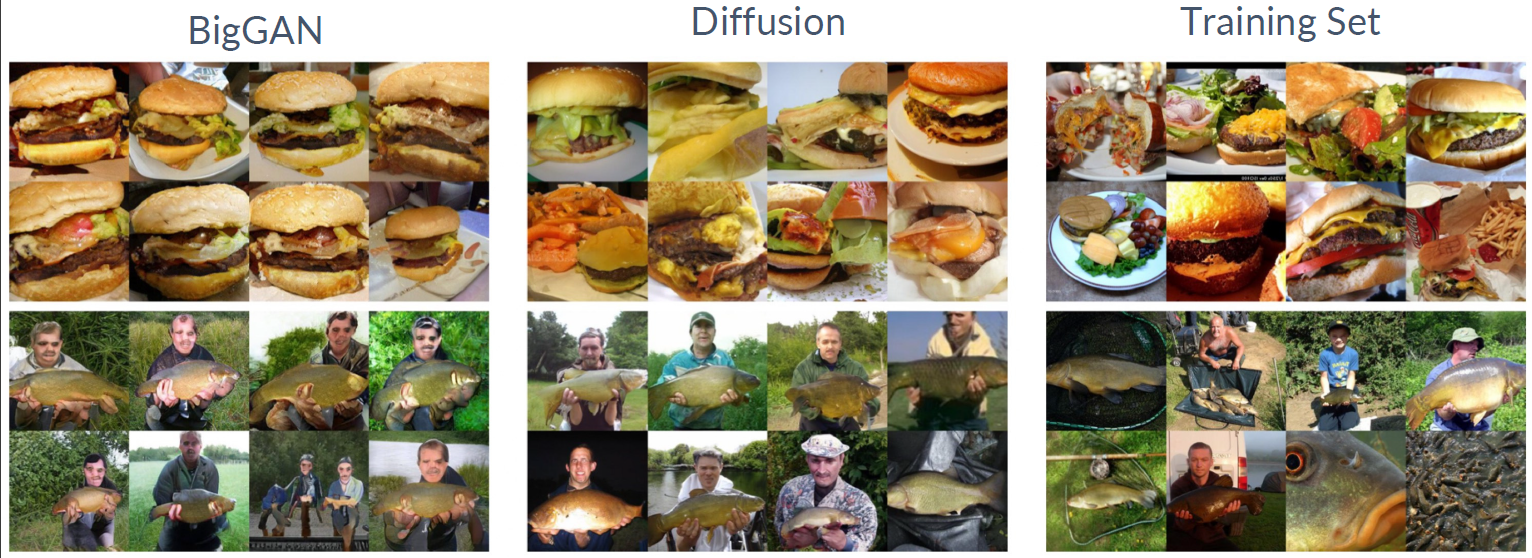 BigGAN
Diffusion
Training Set